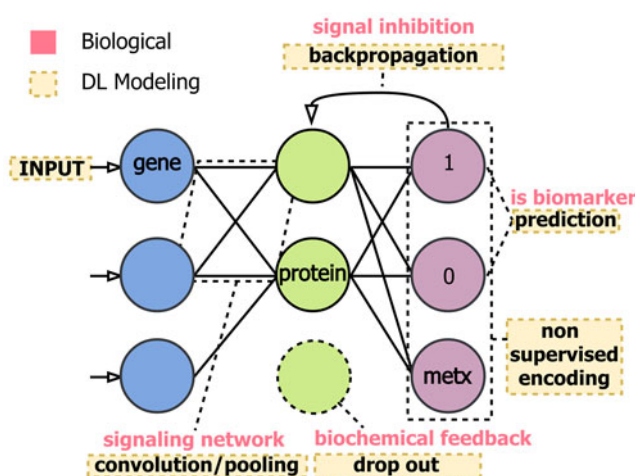 Biological
DL Modeling
signal inhibition
backpropagation
INPUT
gene
1
is biomarker
prediction
protein
0
non
supervised
encoding
metx
signaling network
convolution/pooling
biochemical feedback
drop out